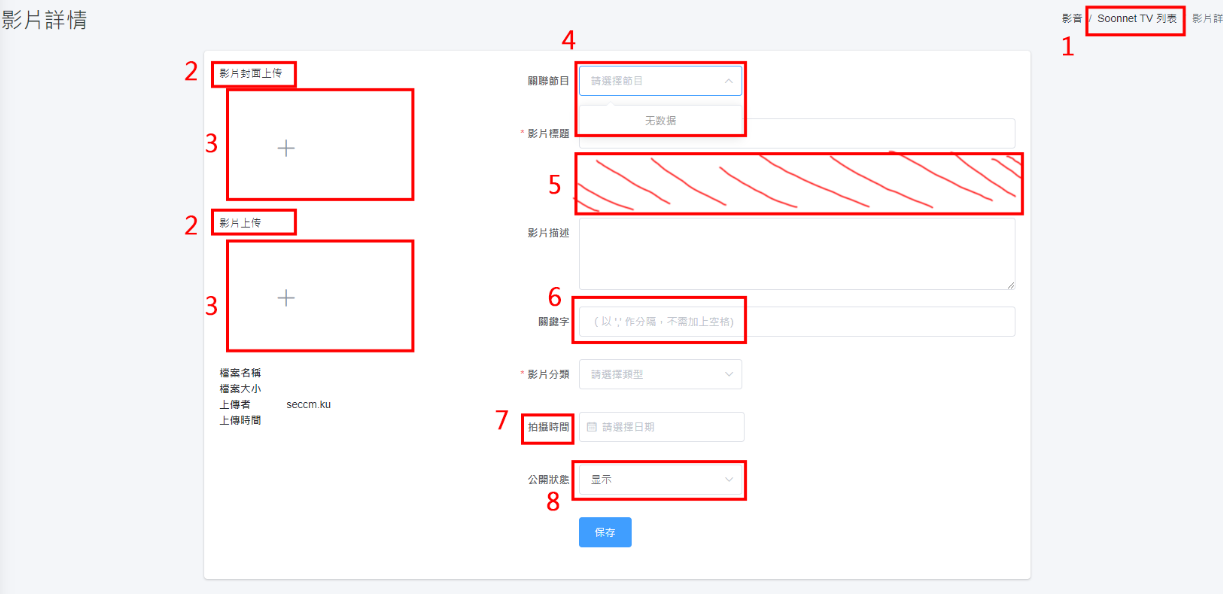 影片詳情
影音 / Soonnet TV 列表 / 影片詳
1
4
2
影片封面上传
關聯節目
請選擇節目
3
无数据
* 影片標題
5
2
影片上传
影片描述
3
6
關鍵字
( 以 ',' 作分隔，不需加上空格)
檔案名稱
檔案大小
上傳者 seccm.ku
上傳時間
* 影片分類
請選擇類型
7
拍攝時間
請選擇日期
公開狀態
显示
8
保存